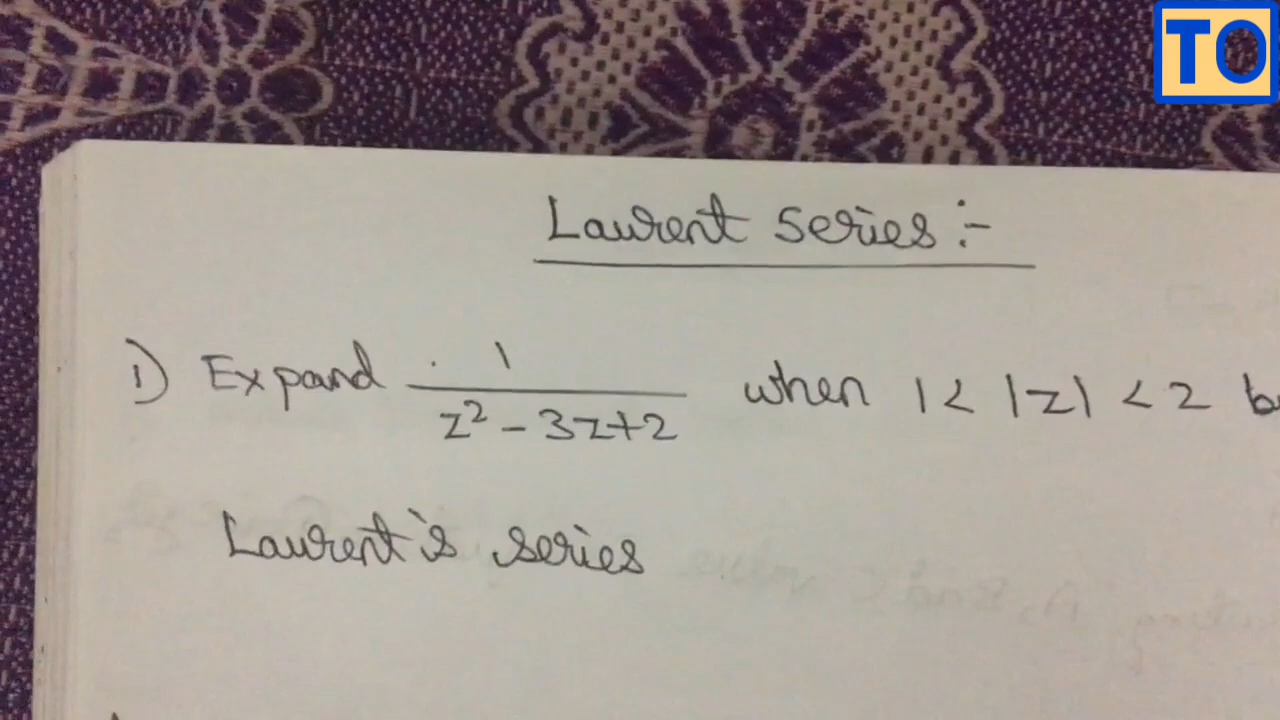 TO
Laurent series :-
1) Expand 1/(z² - 3z + 2) when 1 < |z| < 2
Laurent's series